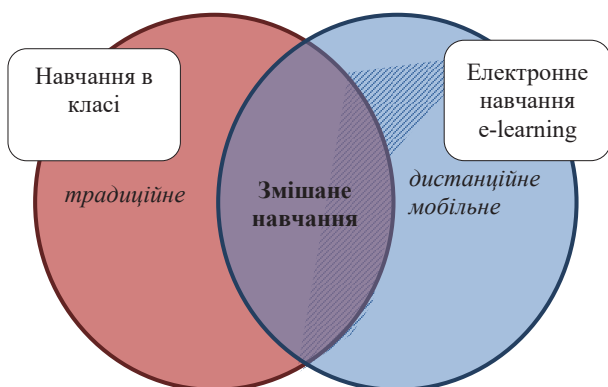 Навчання в
класі
традиційне
Змішане
навчання
Електронне
навчання
e-learning
дистанційне
мобільне